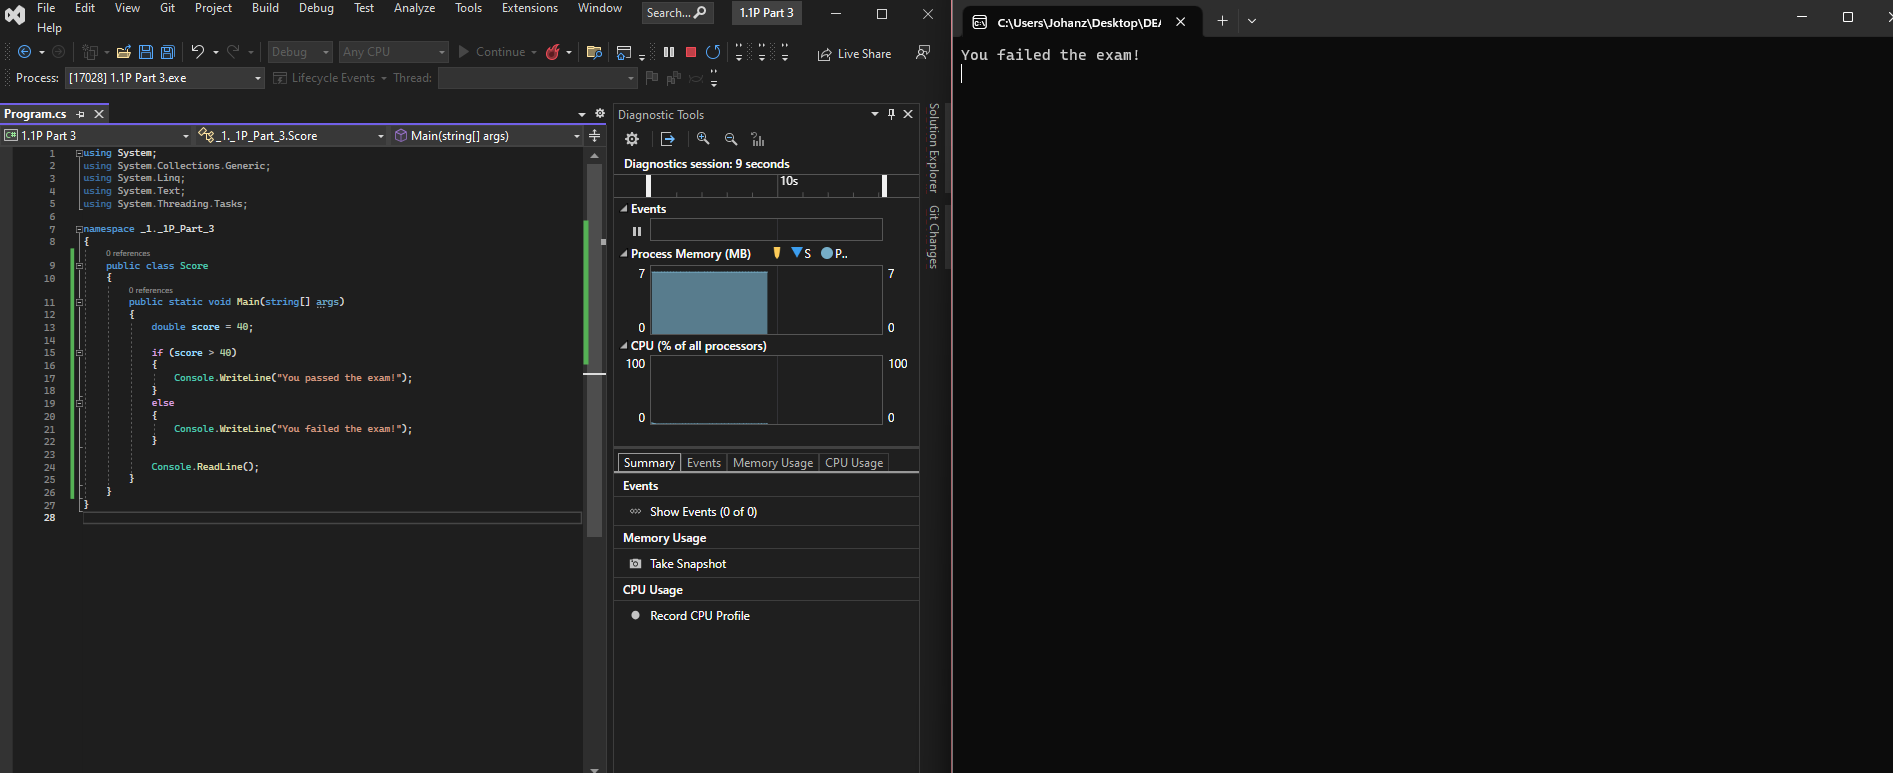 File Edit View Git Project Build Debug Test Analyze Tools Extensions Window Search... 1.1P Part 3
Help
Debug Any CPU Continue Live Share
Process: [17028] 1.1P Part 3.exe Lifecycle Events Thread:
Program.cs
1.1P Part 3 _1._1P_Part_3.Score Main(string[] args)
1 using System;
2 using System.Collections.Generic;
3 using System.Linq;
4 using System.Text;
5 using System.Threading.Tasks;
6
7 namespace _1._1P_Part_3
8 {
0 references
9 public class Score
10 {
0 references
11 public static void Main(string[] args)
12 {
13 double score = 40;
14
15 if (score > 40)
16 {
17 Console.WriteLine("You passed the exam!");
18 }
19 else
20 {
21 Console.WriteLine("You failed the exam!");
22 }
23
24 Console.ReadLine();
25 }
26 }
27 }
28
Diagnostic Tools
Diagnostics session: 9 seconds
10s
Events
Process Memory (MB) S P..
7 7
0 0
CPU (% of all processors)
100 100
0 0
Summary Events Memory Usage CPU Usage
Events
Show Events (0 of 0)
Memory Usage
Take Snapshot
CPU Usage
Record CPU Profile
Solution Explorer
Git Changes
C:\Users\Johanz\Desktop\DEA
You failed the exam!